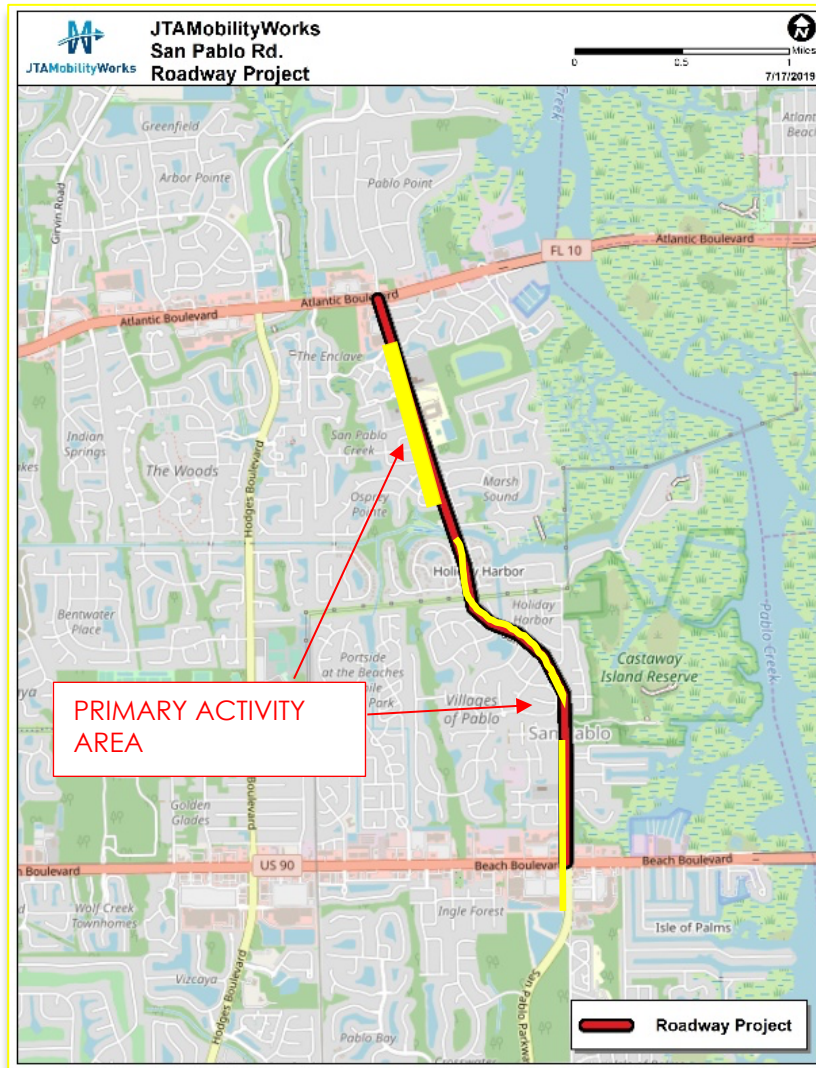 JTAMobilityWorks
San Pablo Rd.
Roadway Project
JTAMobilityWorks
N
0 0.5 1
Miles
7/17/2019
Greenfield
Arbor Pointe
Pablo Point
Girvin Road
Creek
Atlantic Boulevard
FL 10
Atlantic Boulevard
Atlantic Boulevard
The Enclave
Indian
Springs
The Woods
San Pablo
Creek
Osprey
Pointe
Marsh
Sound
Hodges Boulevard
Holiday Harbor
Holiday
Harbor
Bentwater
Place
Pablo Creek
Portside
at the Beaches
Park
Villages
of Pablo
Castaway
Island Reserve
PRIMARY ACTIVITY
AREA
San Pablo
Golden
Glades
Boulevard
US 90
Beach Boulevard
Beach Boulevard
Boulevard
Wolf Creek
Townhomes
Ingle Forest
Isle of Palms
Vizcaya
Hodges Boulevard
San Pablo Parkway
Pablo Bay
Roadway Project